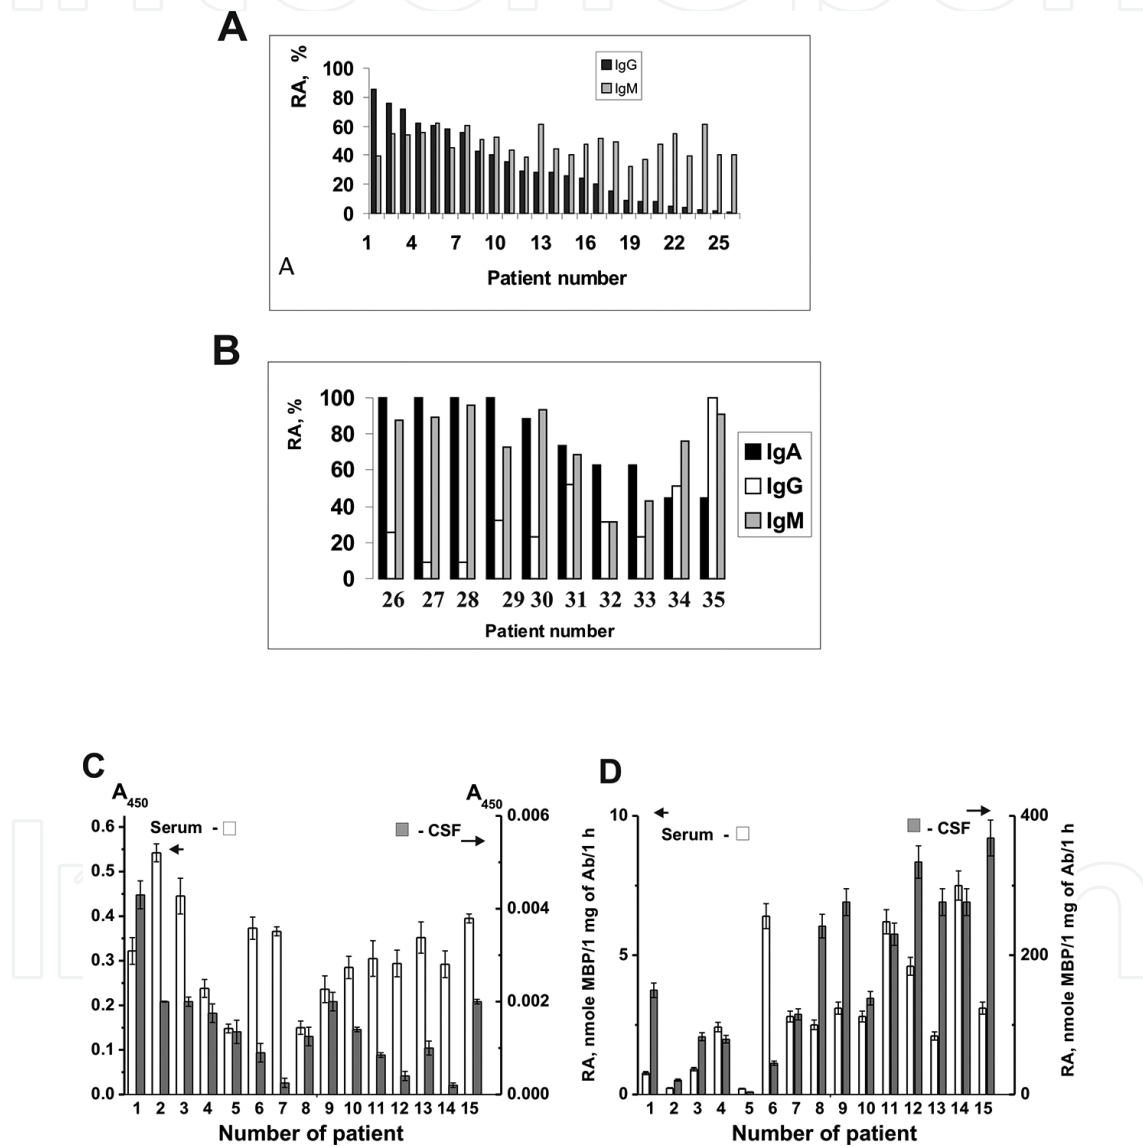 A
RA, %
100
80
60
40
20
0
IgG
IgM
1 4 7 10 13 16 19 22 25
Patient number
A
B
RA, %
100
80
60
40
20
0
IgA
IgG
IgM
26 27 28 29 30 31 32 33 34 35
Patient number
C
A450
A450
Serum -
- CSF
0.6
0.5
0.4
0.3
0.2
0.1
0.0
0.006
0.004
0.002
0.000
1 2 3 4 5 6 7 8 9 10 11 12 13 14 15
Number of patient
D
RA, nmole MBP/1 mg of Ab/1 h
Serum -
- CSF
10
5
0
400
200
0
RA, nmole MBP/1 mg of Ab/1 h
1 2 3 4 5 6 7 8 9 10 11 12 13 14 15
Number of patient